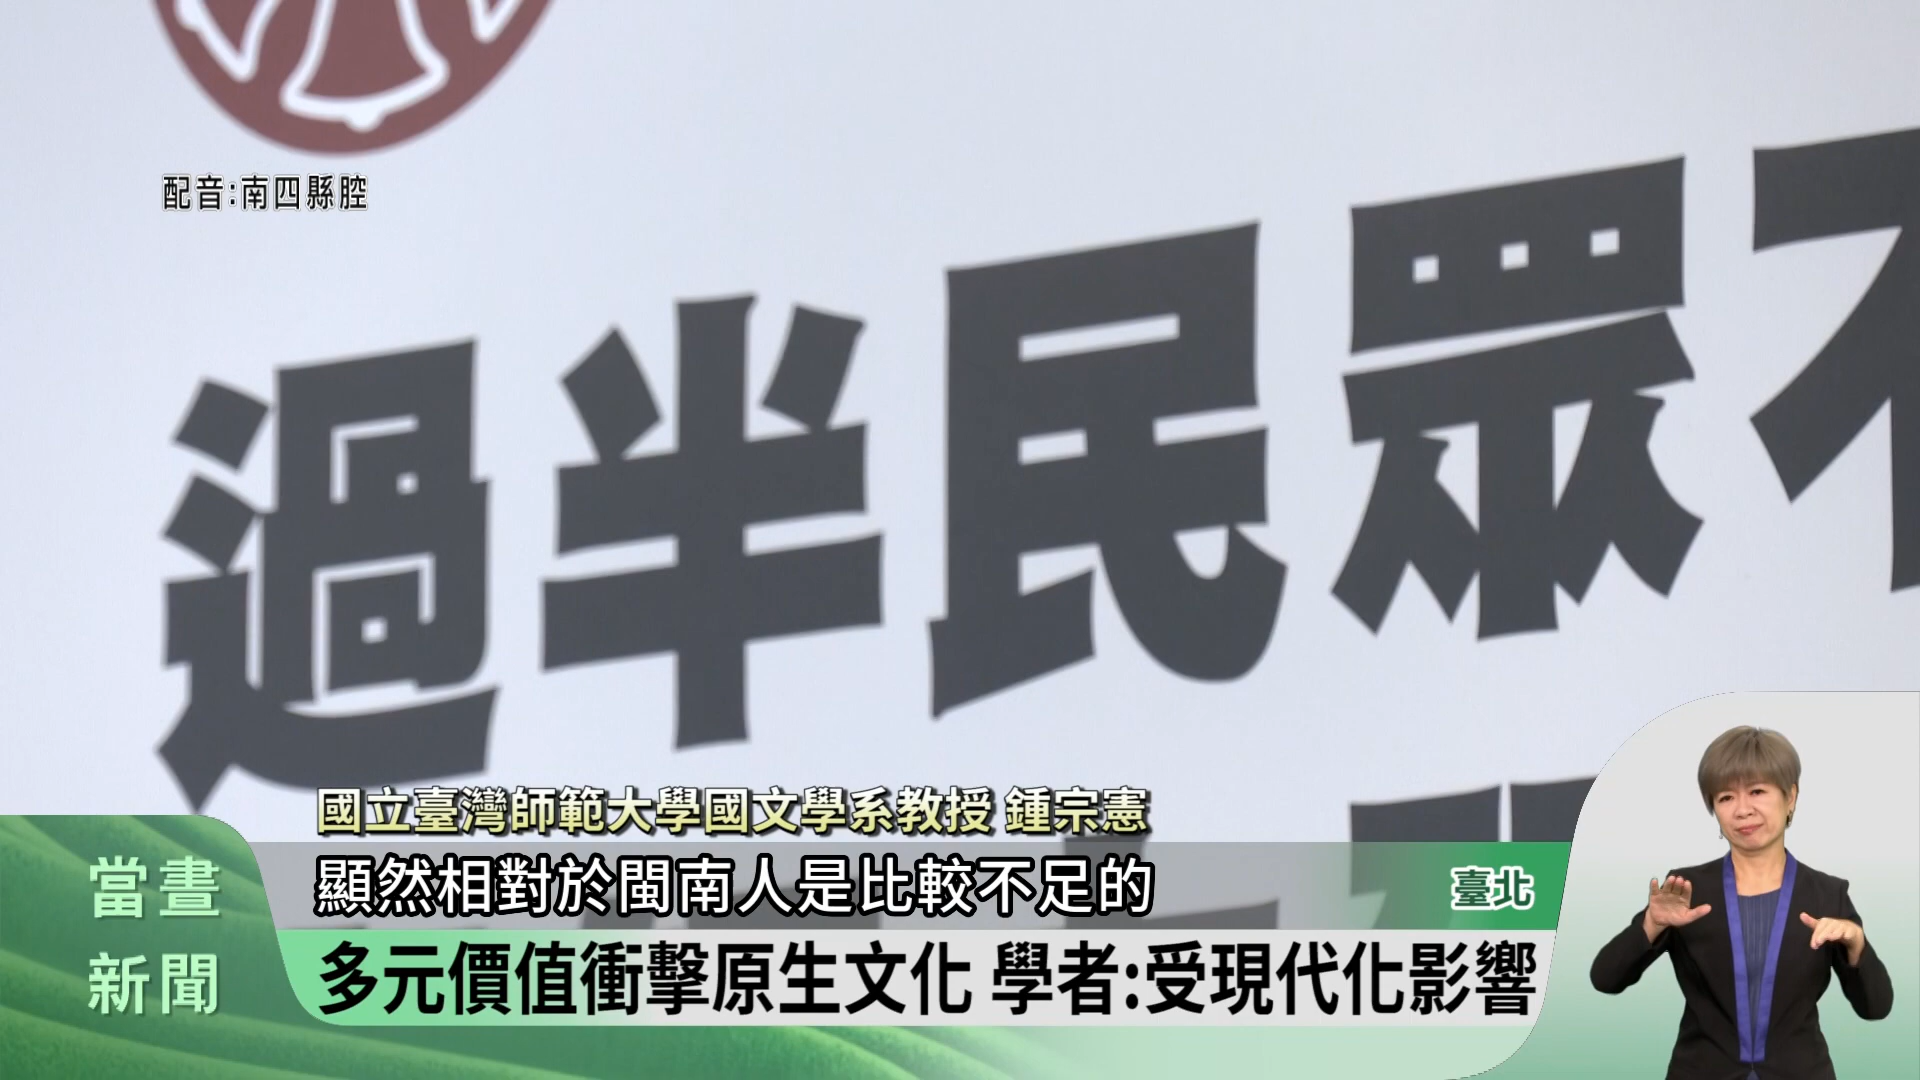 配音:南四縣腔
過半民眾不
國立臺灣師範大學國文學系教授 鍾宗憲
顯然相對於閩南人是比較不足的
臺北
當晝
新聞
多元價值衝擊原生文化 學者:受現代化影響